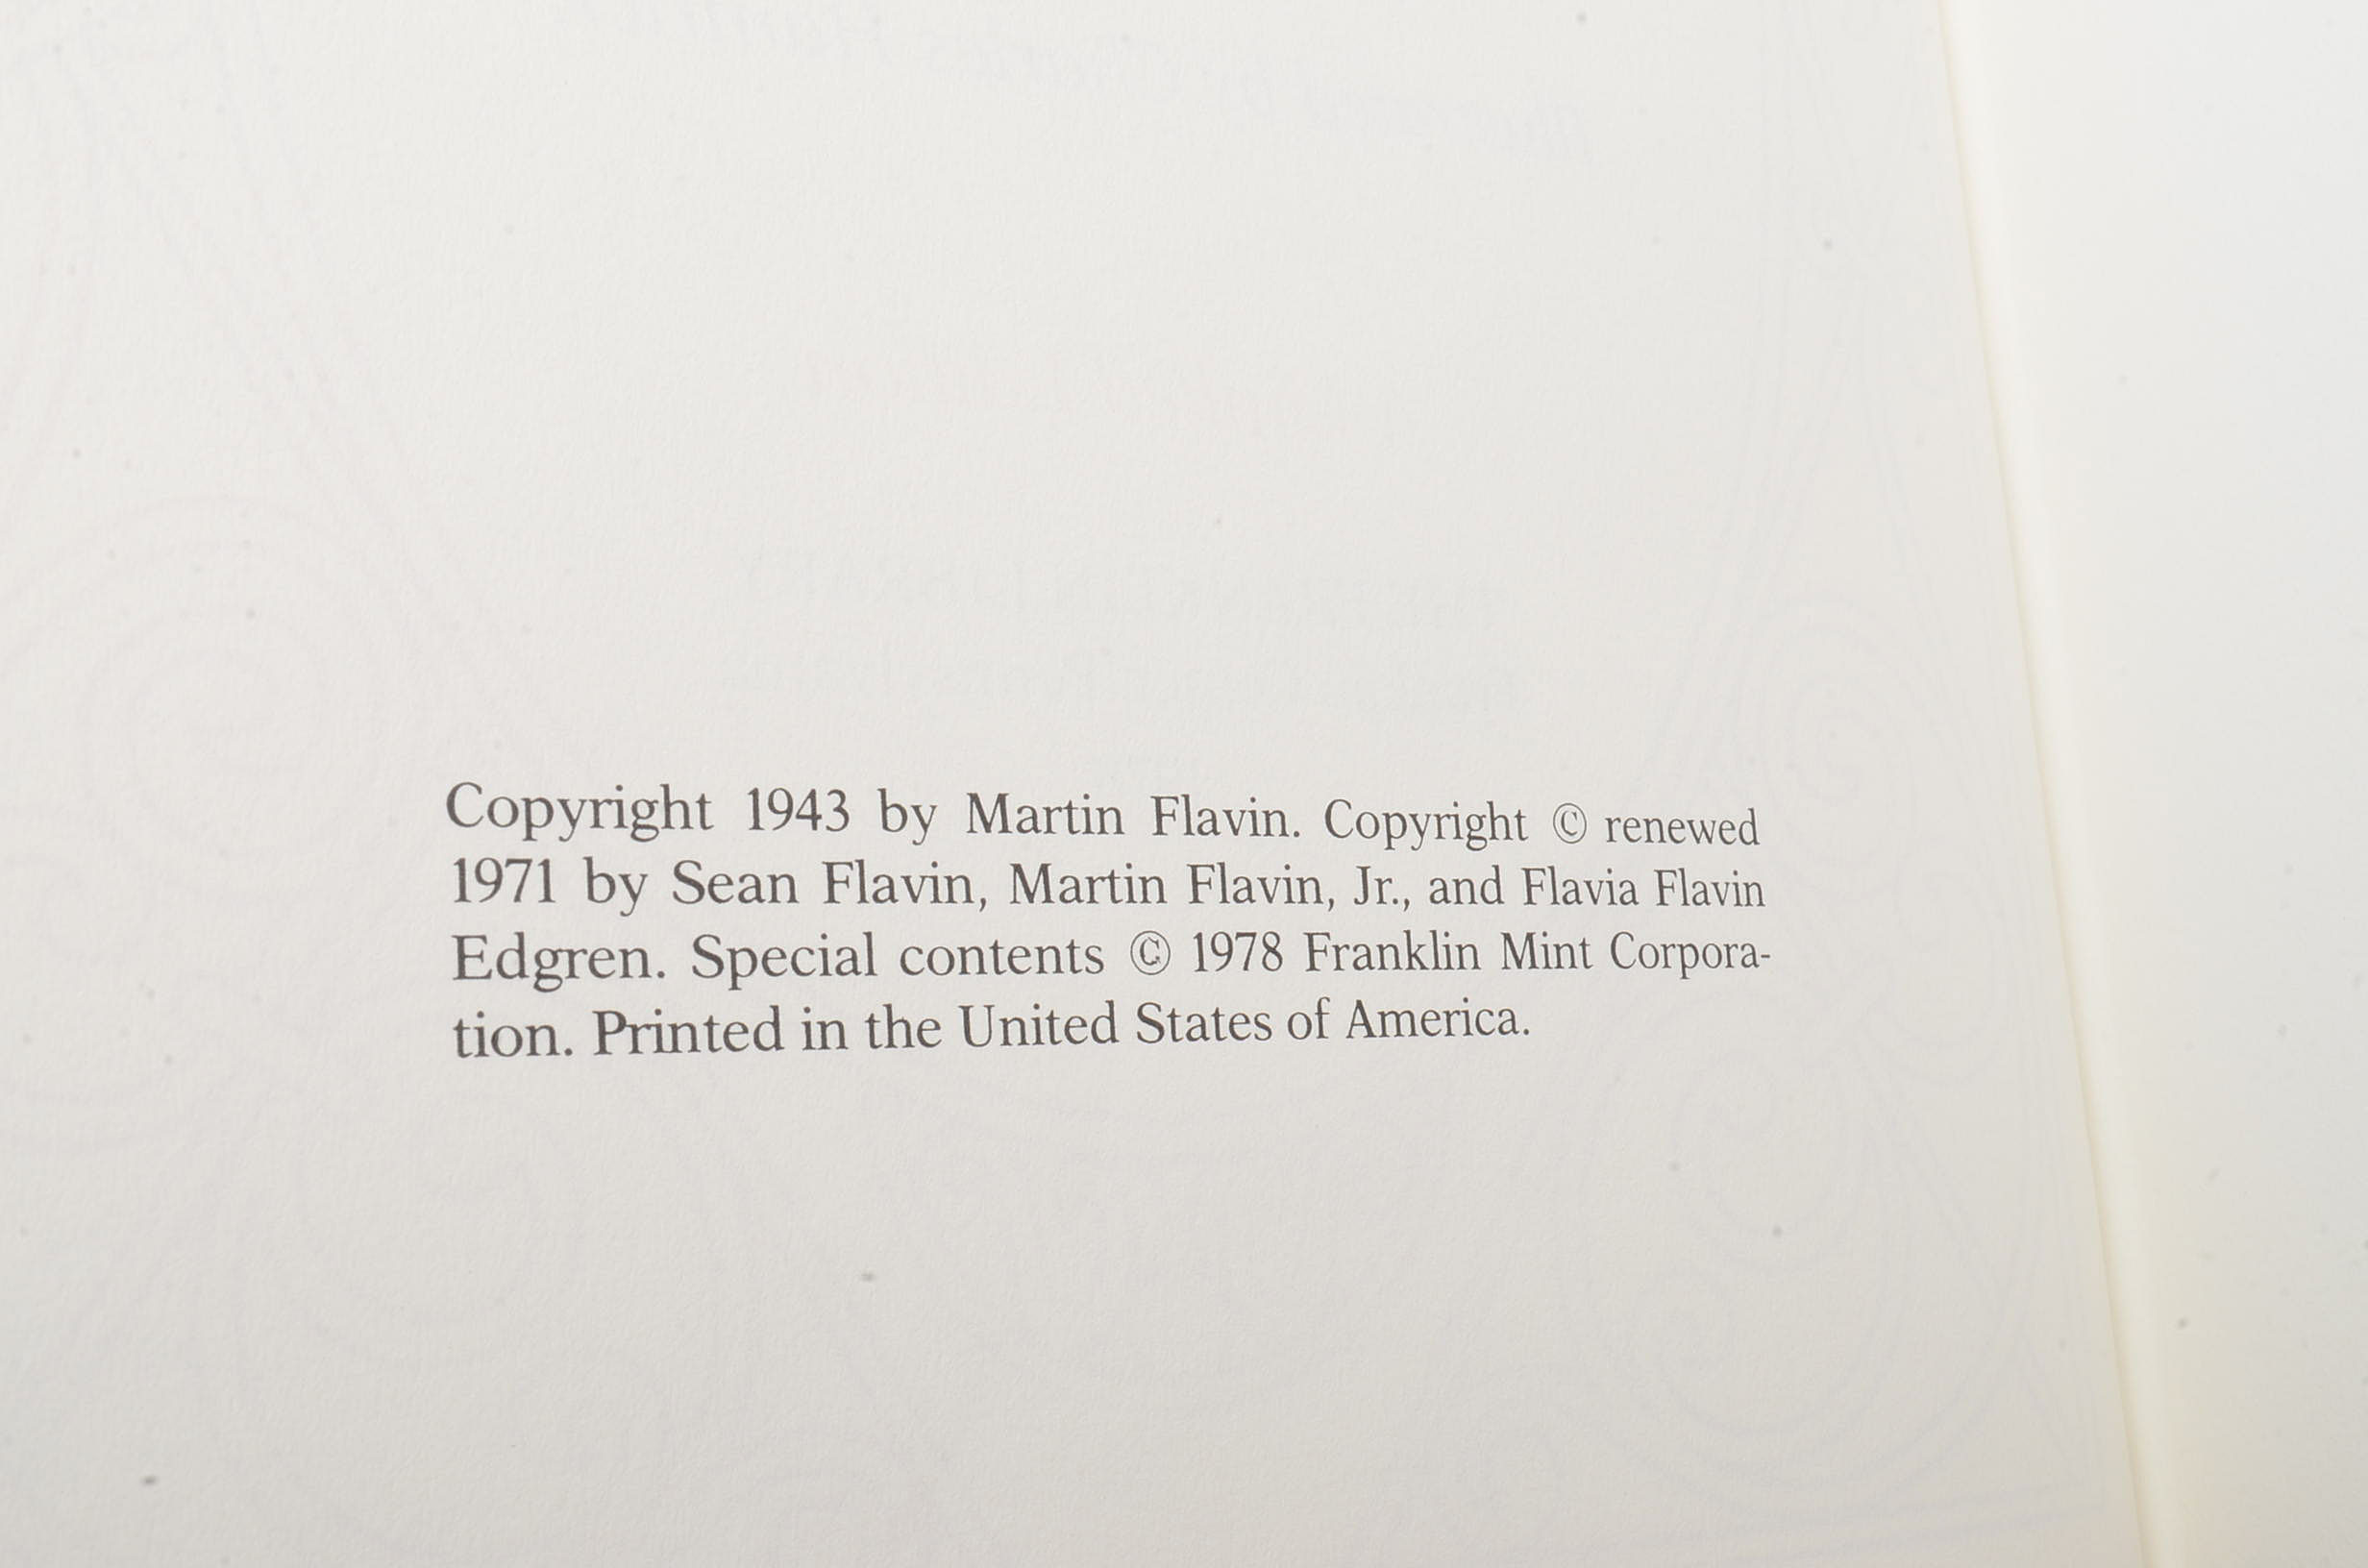 Copyright 1943 by Martin Flavin. Copyright © renewed
1971 by Sean Flavin, Martin Flavin, Jr., and Flavia Flavin
Edgren. Special contents © 1978 Franklin Mint Corpora-
tion. Printed in the United States of America.